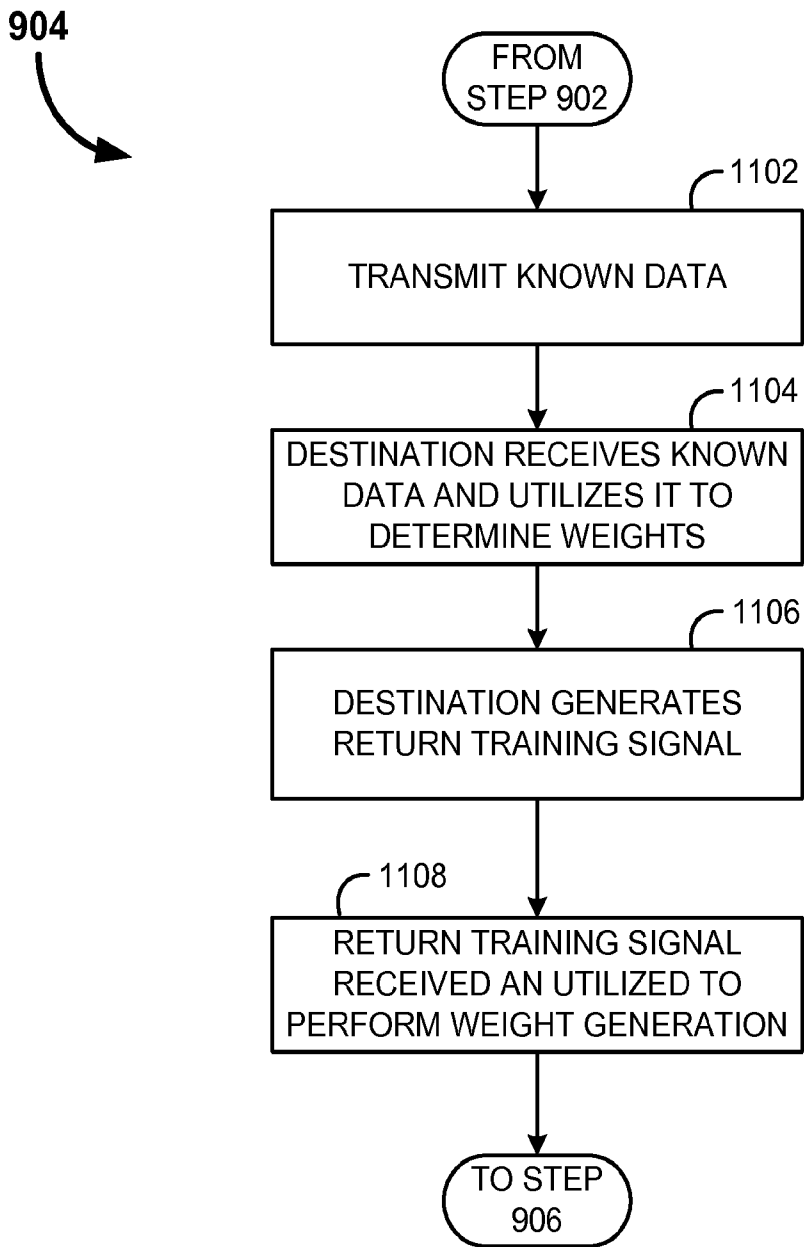 904
FROM
STEP 902
1102
TRANSMIT KNOWN DATA
1104
DESTINATION RECEIVES KNOWN
DATA AND UTILIZES IT TO
DETERMINE WEIGHTS
1106
DESTINATION GENERATES
RETURN TRAINING SIGNAL
1108
RETURN TRAINING SIGNAL
RECEIVED AN UTILIZED TO
PERFORM WEIGHT GENERATION
TO STEP
906